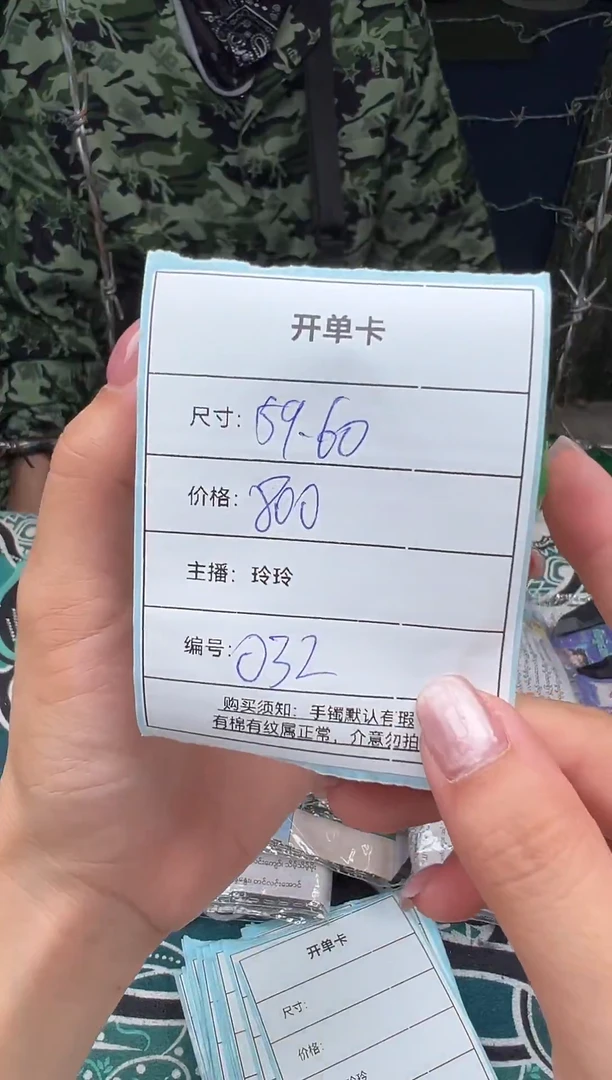 开单卡
尺寸: 59-60
价格: 800
主播: 玲玲
编号: 032
购买须知: 手镯默认有瑕
有棉有纹属正常, 介意勿拍
开单卡
尺寸:
价格:
玲玲